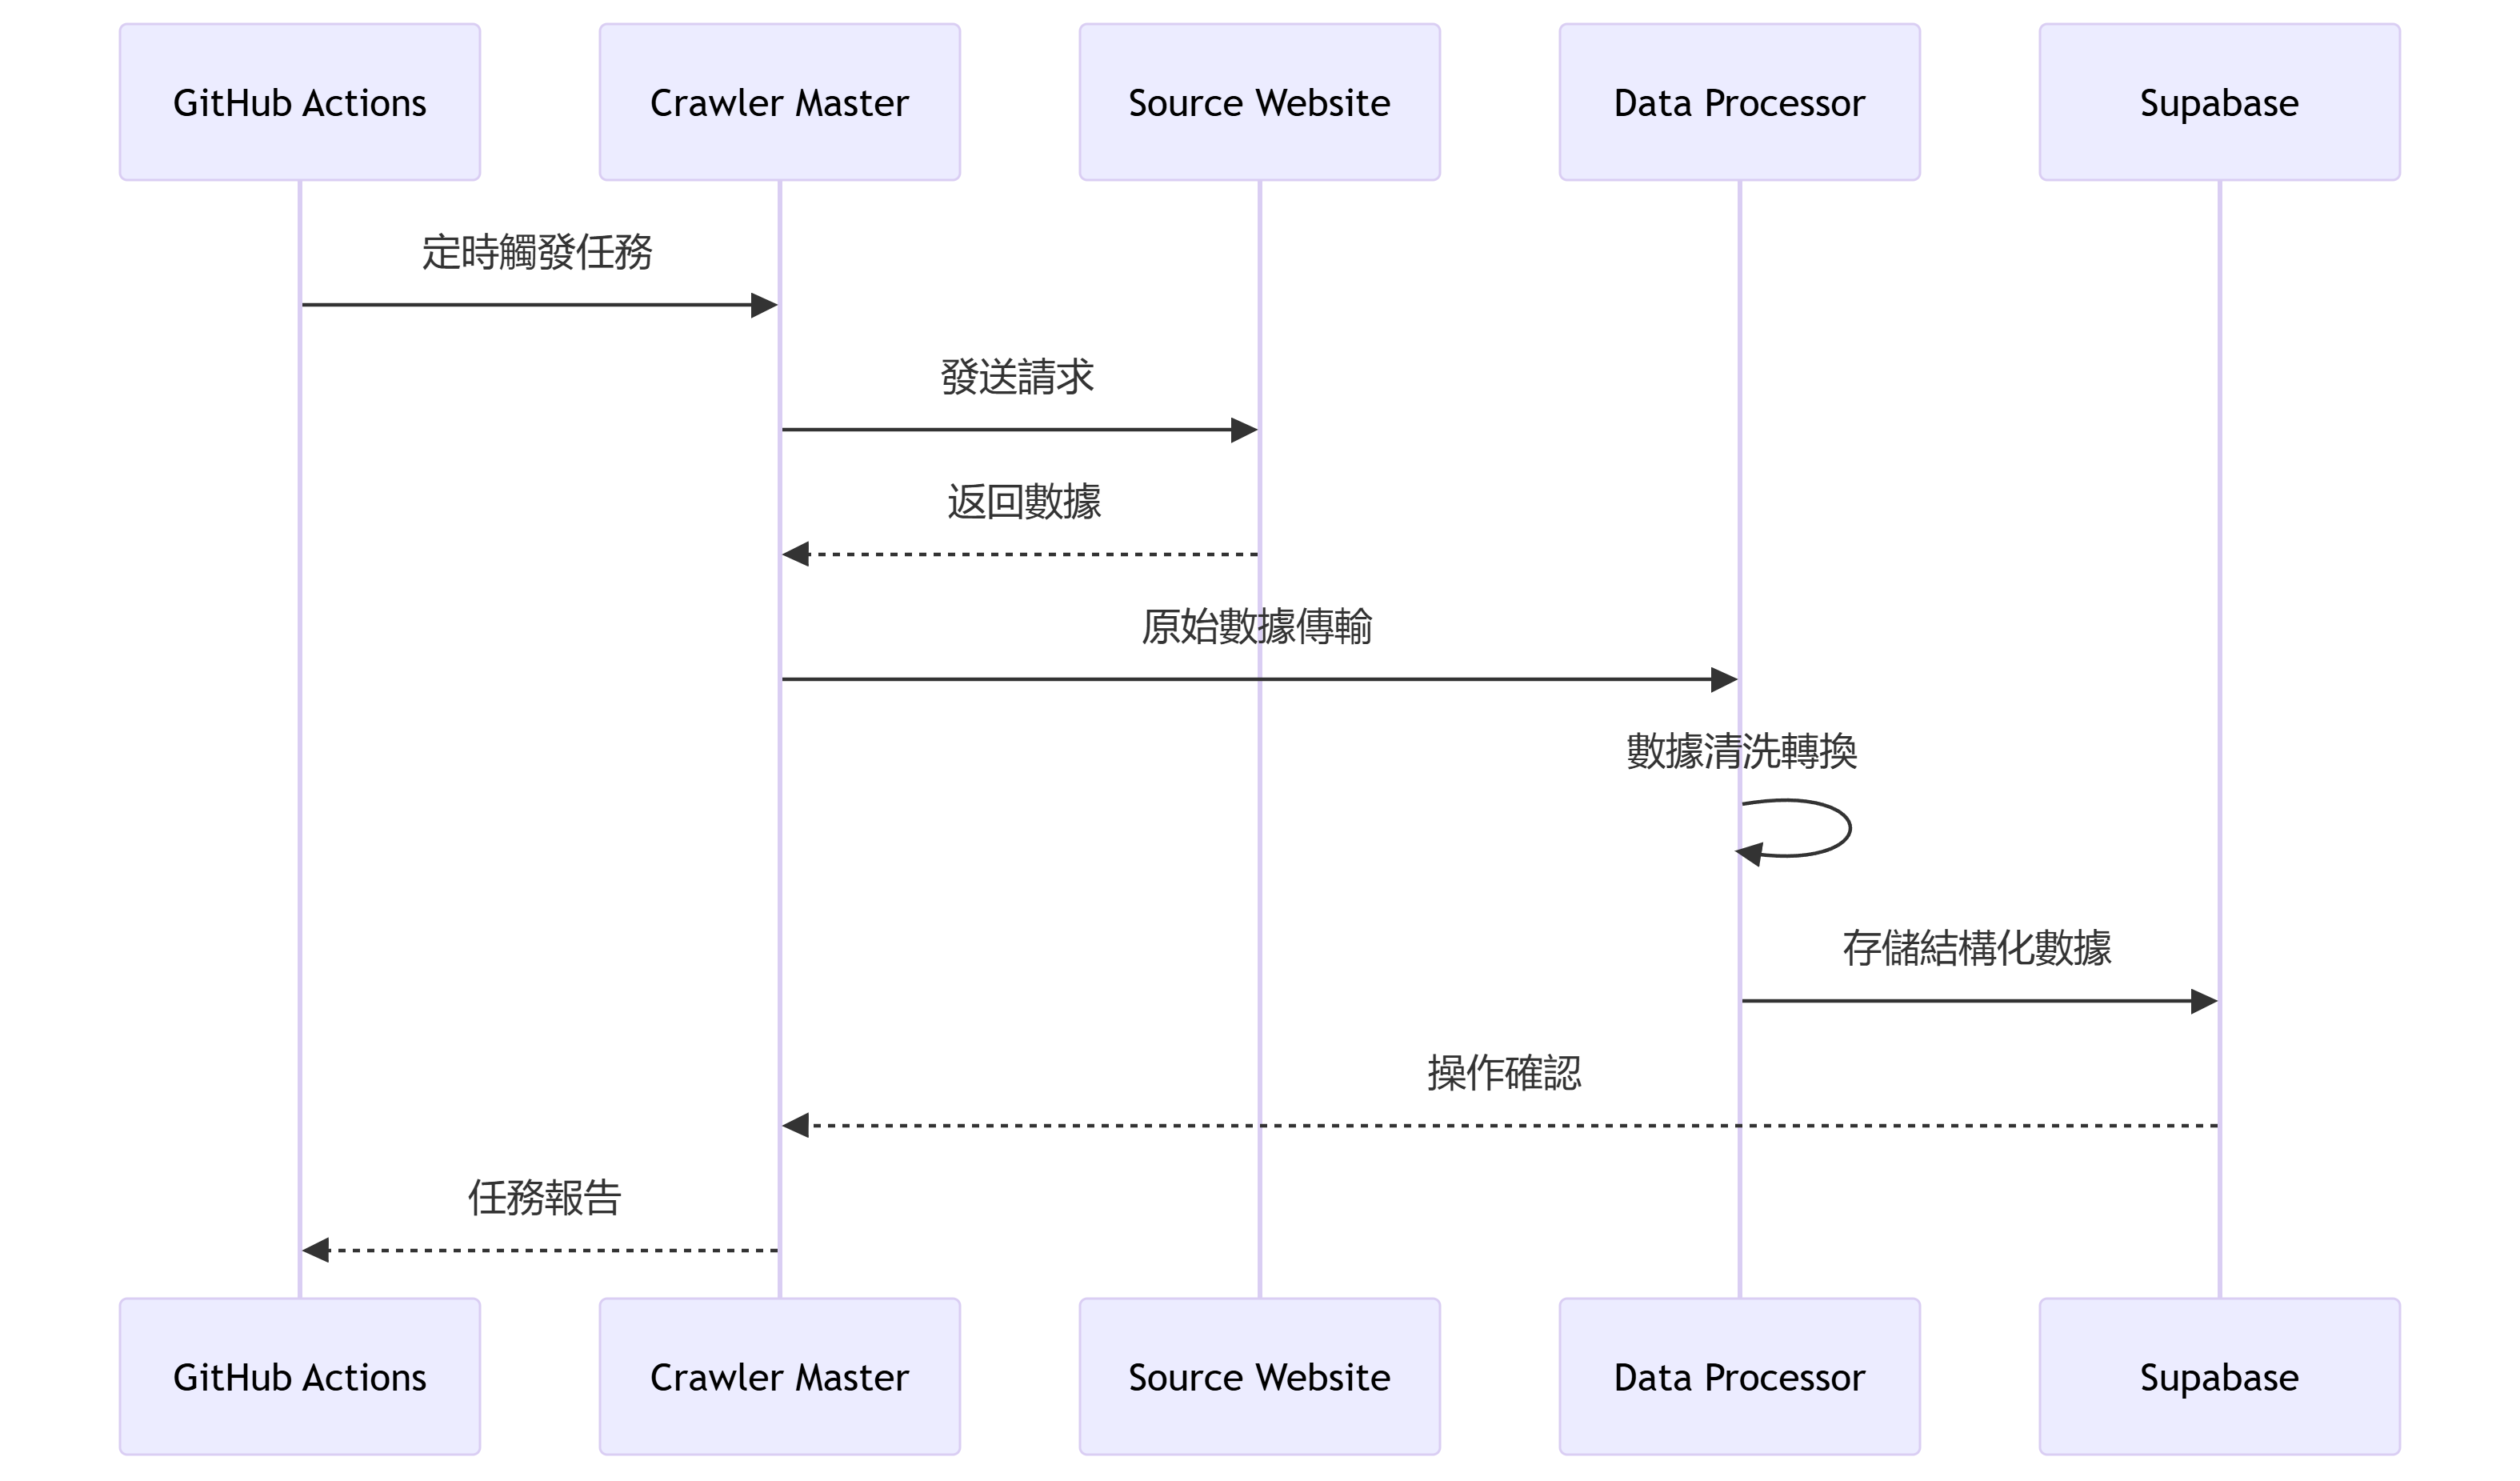 GitHub Actions
Crawler Master
Source Website
Data Processor
Supabase
定時觸發任務
發送請求
返回數據
原始數據傳輸
數據清洗轉換
存儲結構化數據
操作確認
任務報告
GitHub Actions
Crawler Master
Source Website
Data Processor
Supabase